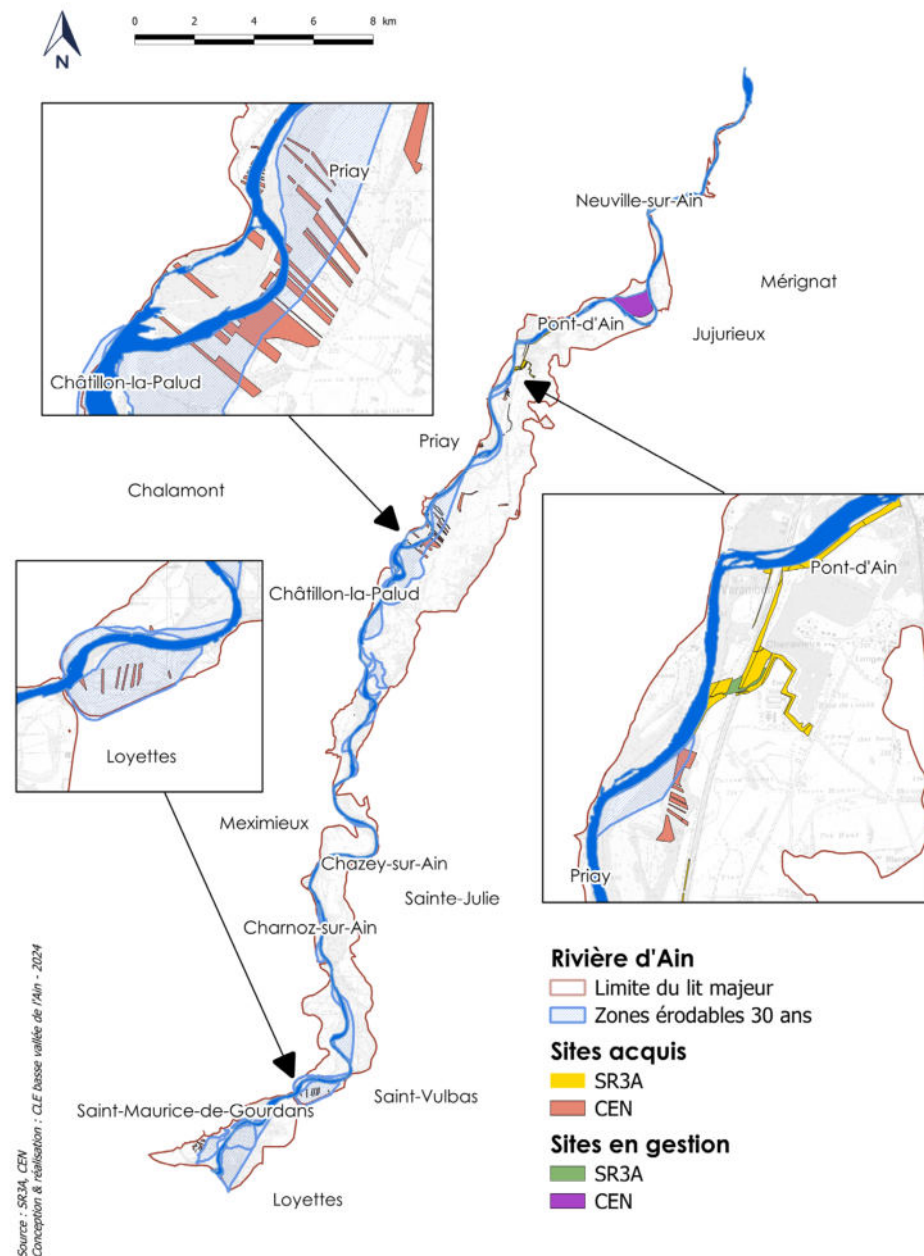 N
0 2 4 6 8 km
Priay
Châtillon-la-Palud
Neuville-sur-Ain
Mérignat
Pont-d'Ain
Jujurieux
Priay
Chalamont
Châtillon-la-Palud
Pont-d'Ain
Priay
Loyettes
Meximieux
Chazey-sur-Ain
Sainte-Julie
Charnoz-sur-Ain
Saint-Vulbas
Saint-Maurice-de-Gourdans
Loyettes
Rivière d'Ain
Limite du lit majeur
Zones érodables 30 ans
Sites acquis
SR3A
CEN
Sites en gestion
SR3A
CEN
Source : SR3A, CEN
Conception & réalisation : CLE basse vallée de l'Ain - 2024